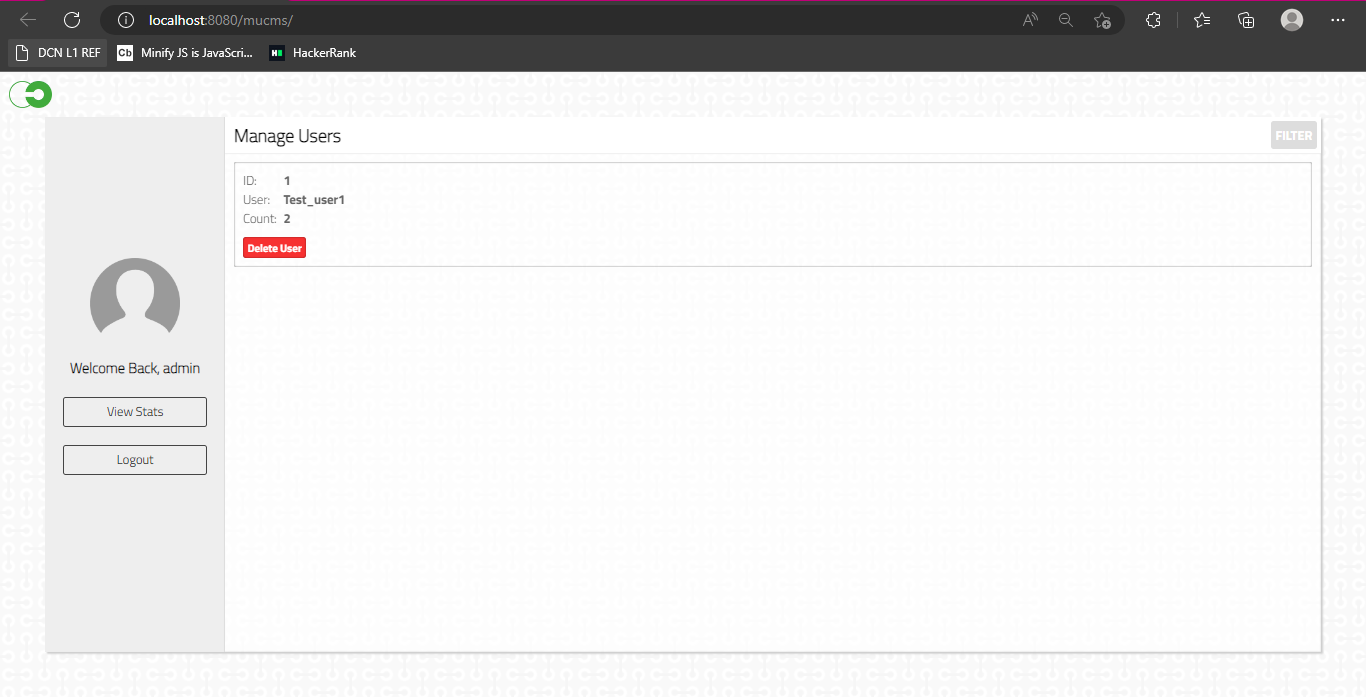 localhost:8080/mucms/
DCN L1 REF
Cb Minify JS is JavaScri...
H HackerRank
Manage Users
FILTER
ID: 1
User: Test_user1
Count: 2
Delete User
Welcome Back, admin
View Stats
Logout